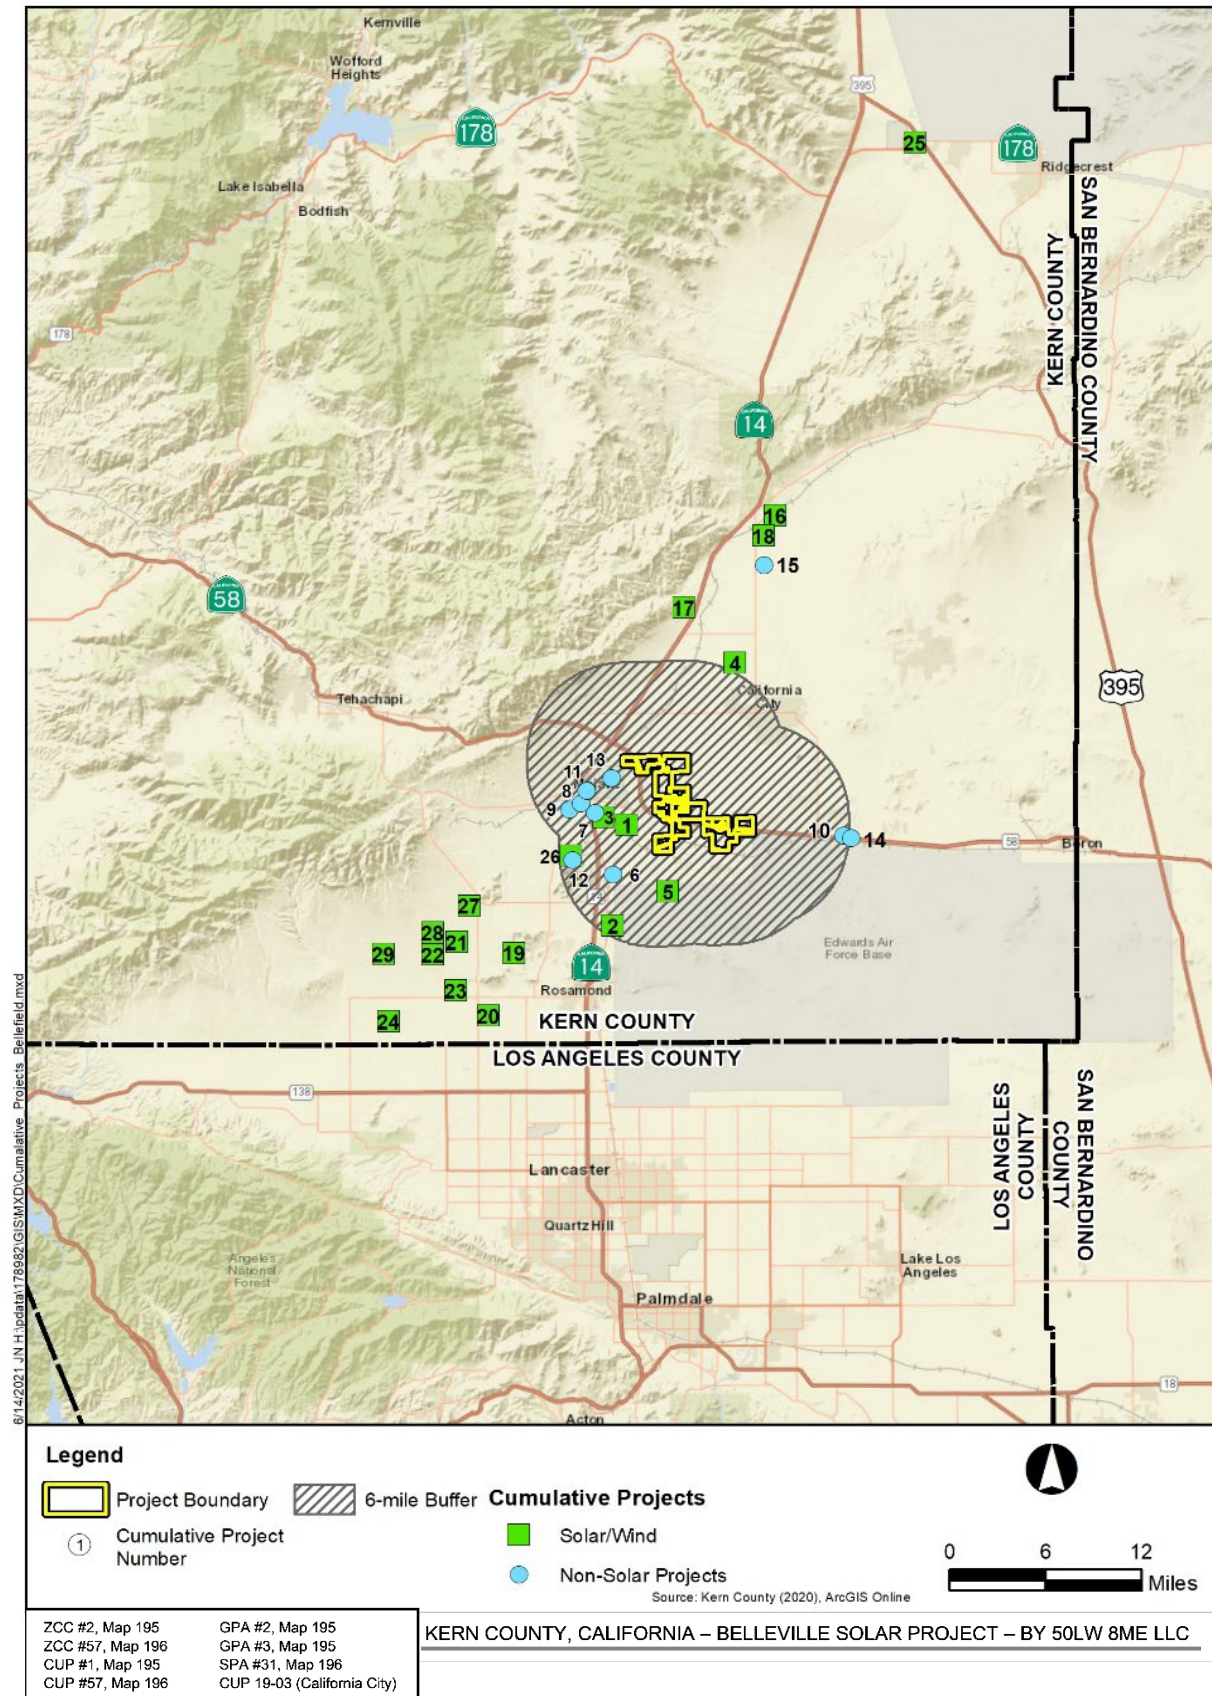 Kernville
Wofford
Heights
395
178
25
178
Ridgecrest
Lake Isabella
Bodfish
SAN BERNARDINO COUNTY
KERN COUNTY
178
14
16
18
15
58
17
4
California
City
395
Tehachapi
13
11
8
9
7
3
1
10
14
58
Boron
26
12
6
5
14
27
2
28
21
19
29
22
Edwards Air
Force Base
14
23
Rosamond
24
20
KERN COUNTY
LOS ANGELES COUNTY
138
LOS ANGELES
COUNTY
SAN BERNARDINO
COUNTY
Lancaster
Quartz Hill
Angeles
National
Forest
Lake Los
Angeles
Palmdale
18
Acton
6/14/2021 JN H:\pdata\178982\GIS\MXD\Cumalative_Projects_Bellefield.mxd
Legend
Project Boundary
6-mile Buffer
Cumulative Projects
1
Cumulative Project
Number
Solar/Wind
Non-Solar Projects
0 6 12
Miles
Source: Kern County (2020), ArcGIS Online
ZCC #2, Map 195 GPA #2, Map 195
ZCC #57, Map 196 GPA #3, Map 195
CUP #1, Map 195 SPA #31, Map 196
CUP #57, Map 196 CUP 19-03 (California City)
KERN COUNTY, CALIFORNIA – BELLEVILLE SOLAR PROJECT – BY 50LW 8ME LLC